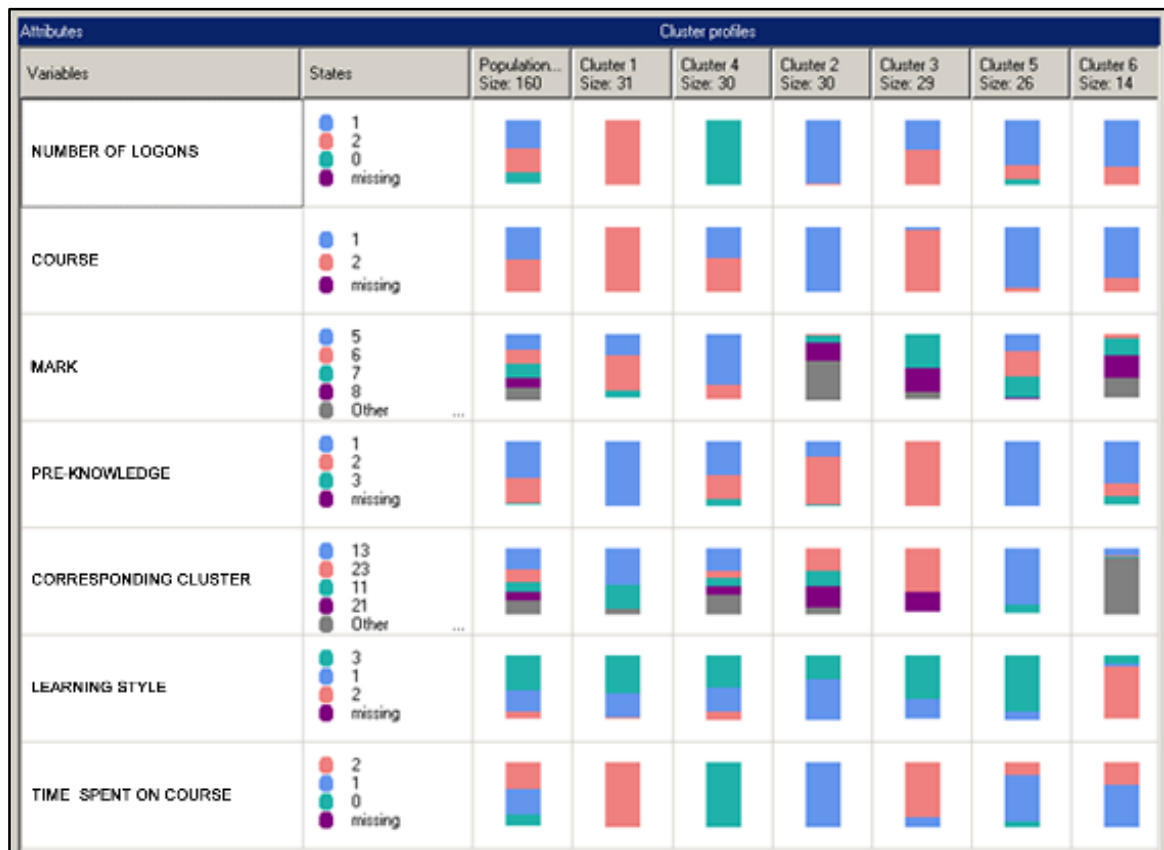 Attributes Cluster profiles
Variables States Population... Size: 160 Cluster 1 Size: 31 Cluster 4 Size: 30 Cluster 2 Size: 30 Cluster 3 Size: 29 Cluster 5 Size: 26 Cluster 6 Size: 14
NUMBER OF LOGONS
1
2
0
missing
COURSE
1
2
missing
MARK
5
6
7
8
Other ...
PRE-KNOWLEDGE
1
2
3
missing
CORRESPONDING CLUSTER
13
23
11
21
Other ...
LEARNING STYLE
3
1
2
missing
TIME SPENT ON COURSE
2
1
0
missing